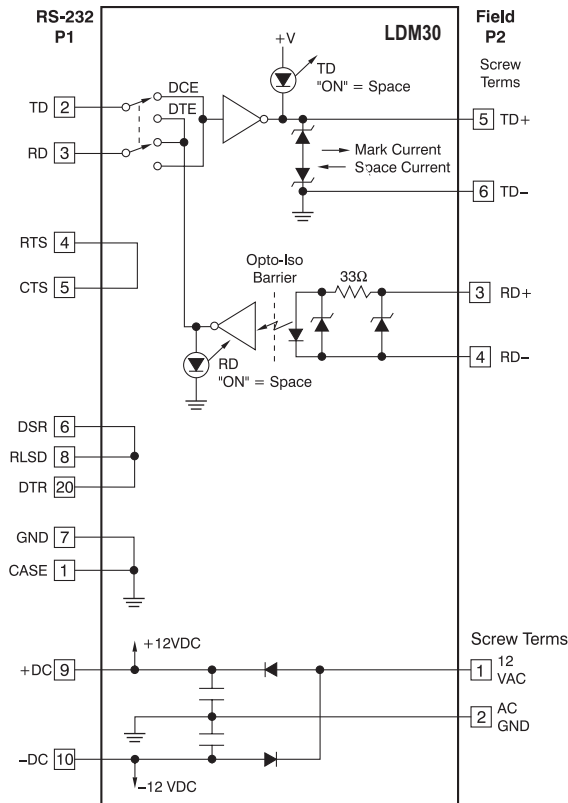 RS-232
P1
LDM30
Field
P2
Screw
Terms
+V
TD
"ON" = Space
DCE
DTE
TD 2
RD 3
5 TD+
Mark Current
Space Current
6 TD–
RTS 4
CTS 5
Opto-Iso
Barrier
33Ω
3 RD+
4 RD–
RD
"ON" = Space
DSR 6
RLSD 8
DTR 20
GND 7
CASE 1
+12VDC
Screw Terms
+DC 9
1 12
VAC
2 AC
GND
–DC 10
–12 VDC